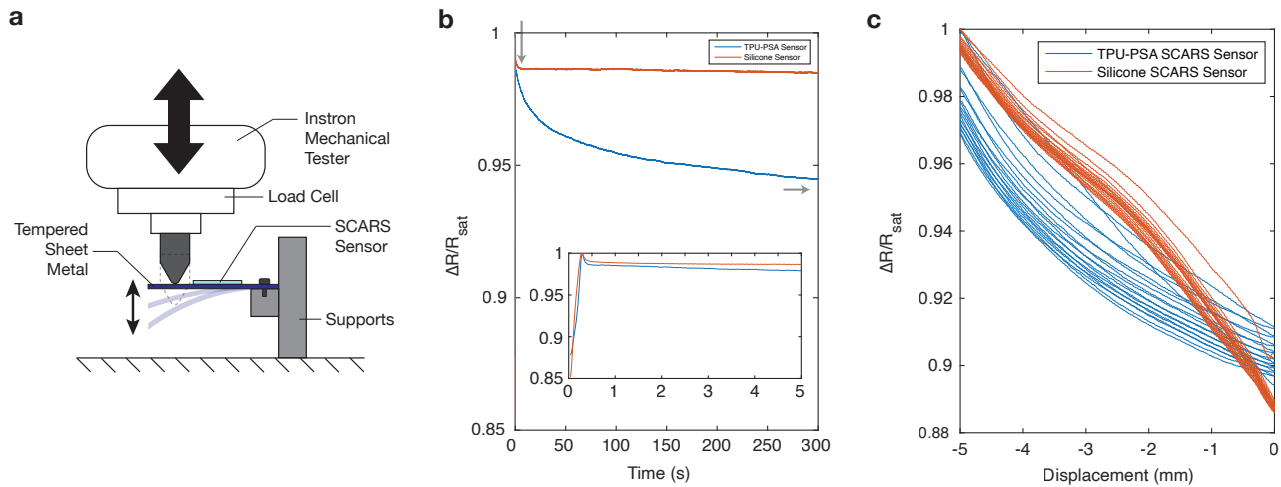 a
Instron
Mechanical
Tester
Load Cell
Tempered
Sheet
Metal
SCARS
Sensor
Supports
b
1
0.95
0.9
0.85
ΔR/Rsat
0 50 100 150 200 250 300
Time (s)
TPU-PSA Sensor
Silicone Sensor
1
0.95
0.9
0.85
0 1 2 3 4 5
c
1
0.98
0.96
0.94
0.92
0.9
0.88
ΔR/Rsat
-5 -4 -3 -2 -1 0
Displacement (mm)
TPU-PSA SCARS Sensor
Silicone SCARS Sensor